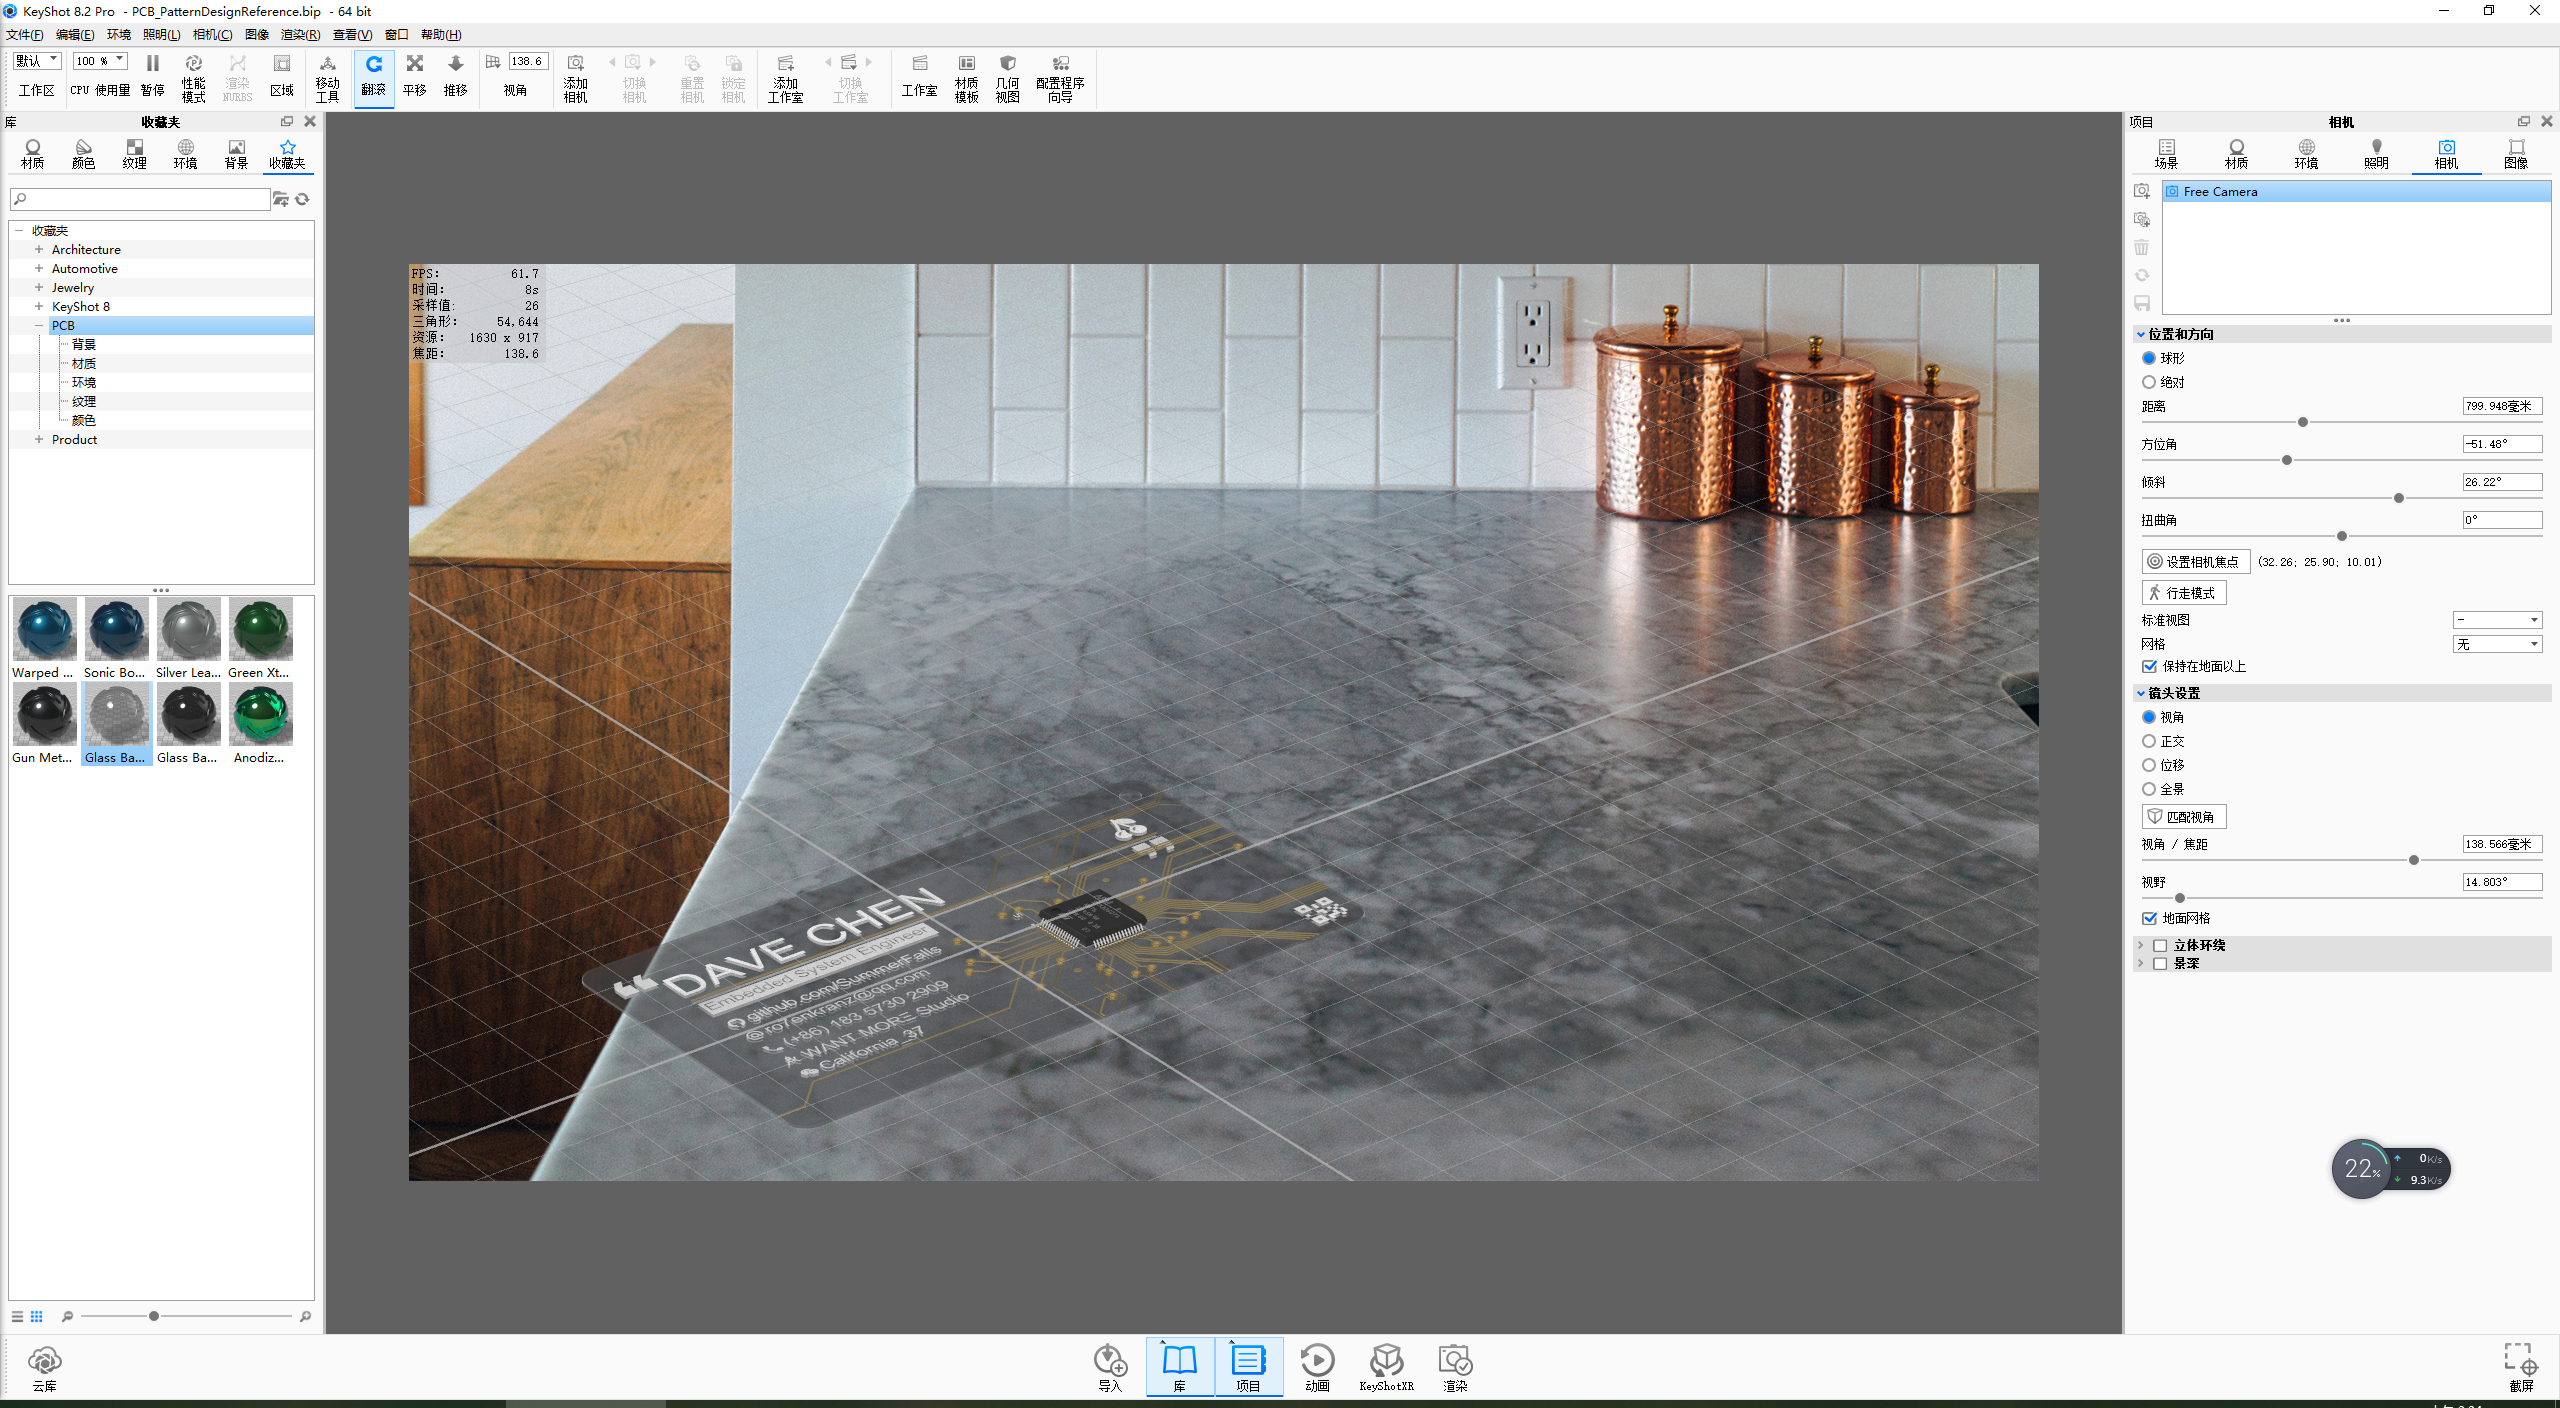 KeyShot 8.2 Pro - PCB_PatternDesignReference.bip - 64 bit
文件(F) 编辑(E) 环境 照明(L) 相机(C) 图像 渲染(R) 查看(V) 窗口 帮助(H)
默认 100 % 138.6
工作区 CPU 使用量 暂停 性能模式 渲染NURBS 区域 移动工具 翻滚 平移 推移 视角 添加相机 切换相机 重置相机 锁定相机 添加工作室 切换工作室 工作室 材质模板 几何视图 配置程序向导
库 收藏夹
材质 颜色 纹理 环境 背景 收藏夹
收藏夹
Architecture
Automotive
Jewelry
KeyShot 8
PCB
背景
材质
环境
纹理
颜色
Product
Warped ... Sonic Bo... Silver Lea... Green Xt...
Gun Met... Glass Ba... Glass Ba... Anodiz...
FPS: 61.7
时间: 8s
采样值: 26
三角形: 54,644
资源: 1630 x 917
焦距: 138.6
DAVE CHEN
Embedded System Engineer
github.com/SummerFalls
@ro7enkranz@qq.com
(+86) 183 5730 2909
& WANT MORE Studio
California_37
项目 相机
场景 材质 环境 照明 相机 图像
Free Camera
位置和方向
球形
绝对
距离 799.948毫米
方位角 -51.48°
倾斜 26.22°
扭曲角 0°
设置相机焦点 (32.26; 25.90; 10.01)
行走模式
标准视图 -
网格 无
保持在地面以上
镜头设置
视角
正交
位移
全景
匹配视角
视角 / 焦距 138.566毫米
视野 14.803°
地面网格
立体环绕
景深
22% 0K/s
9.3K/s
云库 导入 库 项目 动画 KeyShotXR 渲染 截屏